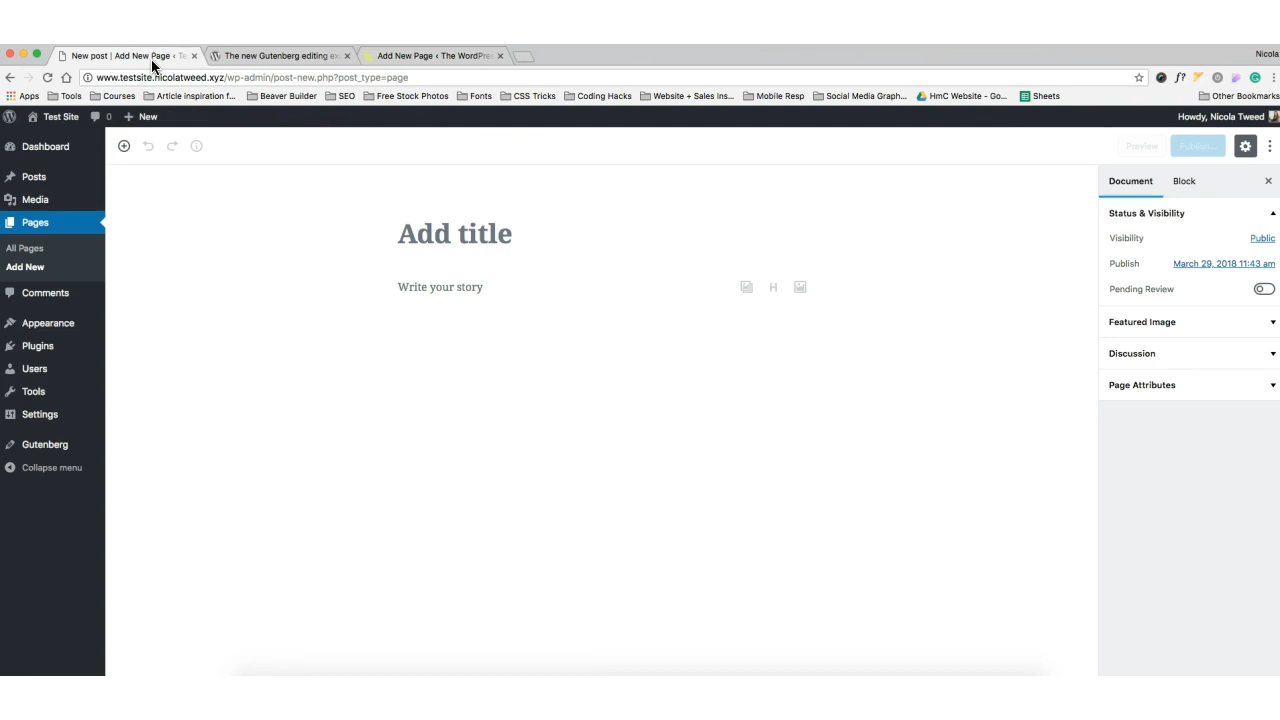 New post | Add New Page ‹ Te
The new Gutenberg editing ex
Add New Page ‹ The WordPres
Nicola
www.testsite.nicolatweed.xyz/wp-admin/post-new.php?post_type=page
Apps Tools Courses Article inspiration f... Beaver Builder SEO Free Stock Photos Fonts CSS Tricks Coding Hacks Website + Sales Ins... Mobile Resp Social Media Graph... HmC Website - Go... Sheets Other Bookmarks
Test Site 0 + New Howdy, Nicola Tweed
Dashboard
Posts
Media
Pages
All Pages
Add New
Comments
Appearance
Plugins
Users
Tools
Settings
Gutenberg
Collapse menu
Preview Publish...
Add title
Write your story
H
Document Block
Status & Visibility
Visibility Public
Publish March 29, 2018 11:43 am
Pending Review
Featured Image
Discussion
Page Attributes